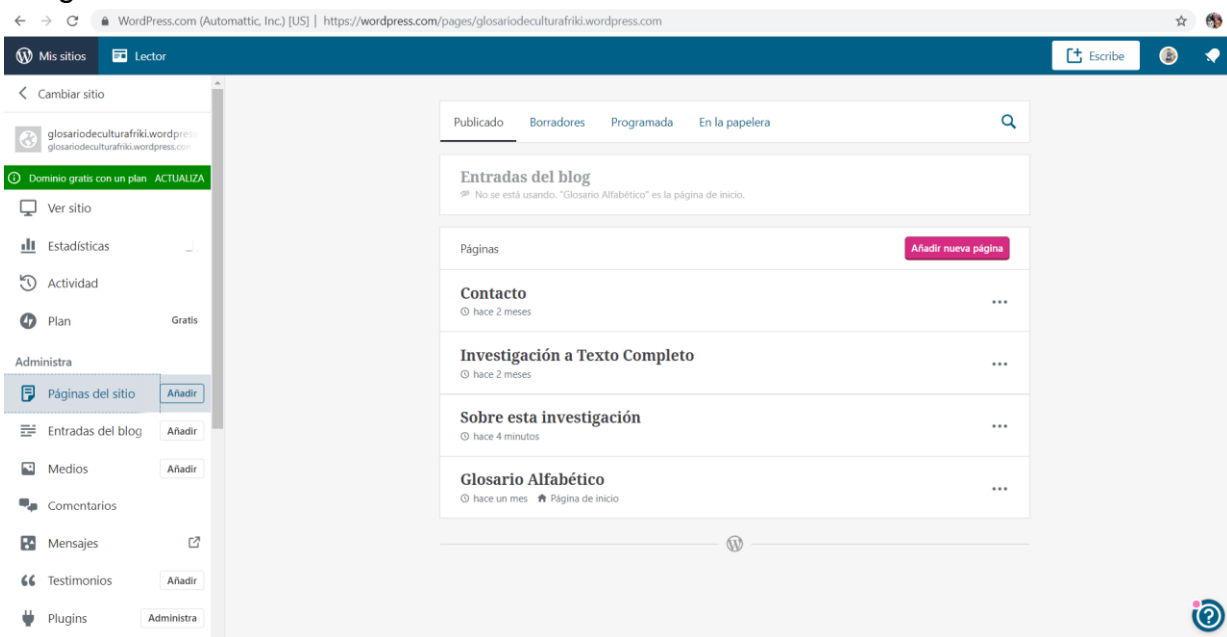 WordPress.com (Automattic, Inc.) [US] | https://wordpress.com/pages/glosariodeculturafriki.wordpress.com
Mis sitios
Lector
Escribe
Cambiar sitio
glosariodeculturafriki.wordpress
glosariodeculturafriki.wordpress.com
Dominio gratis con un plan ACTUALIZA
Ver sitio
Estadísticas
Actividad
Plan Gratis
Administra
Páginas del sitio Añadir
Entradas del blog Añadir
Medios Añadir
Comentarios
Mensajes
Testimonios Añadir
Plugins Administra
Publicado Borradores Programada En la papelera
Entradas del blog
No se está usando. "Glosario Alfabético" es la página de inicio.
Páginas Añadir nueva página
Contacto
hace 2 meses
Investigación a Texto Completo
hace 2 meses
Sobre esta investigación
hace 4 minutos
Glosario Alfabético
hace un mes Página de inicio